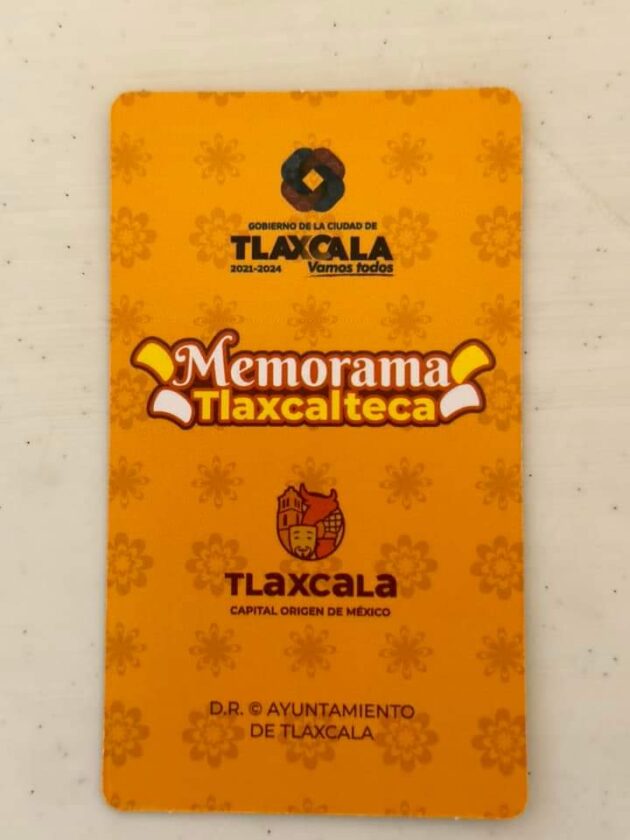 GOBIERNO DE LA CIUDAD DE
TLAXCALA
2021-2024 Vamos todos
Memorama
Tlaxcalteca
TLaxcaLa
CAPITAL ORIGEN DE MÉXICO
D.R. © AYUNTAMIENTO
DE TLAXCALA